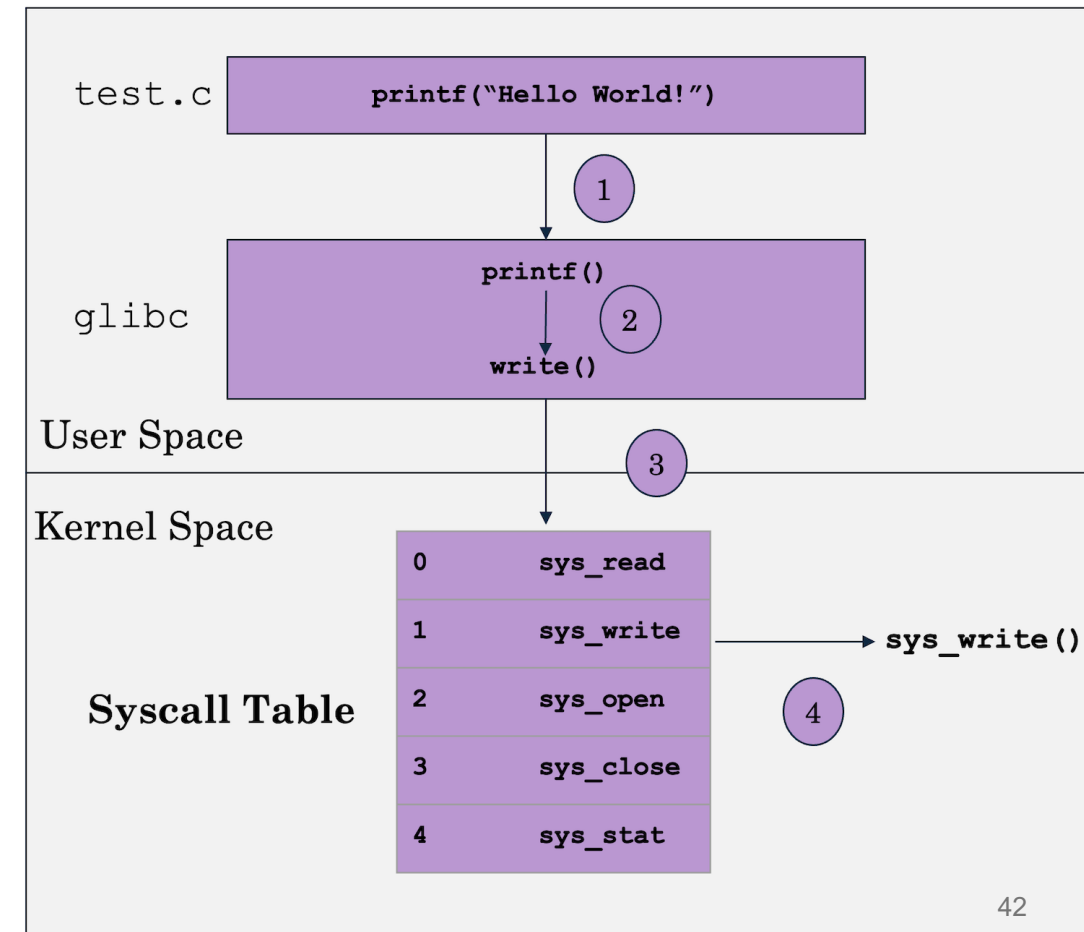 test.c
printf(“Hello World!”)
1
printf()
glibc
2
write()
User Space
3
Kernel Space
0 sys_read
1 sys_write
sys_write()
2 sys_open
Syscall Table
4
3 sys_close
4 sys_stat
42